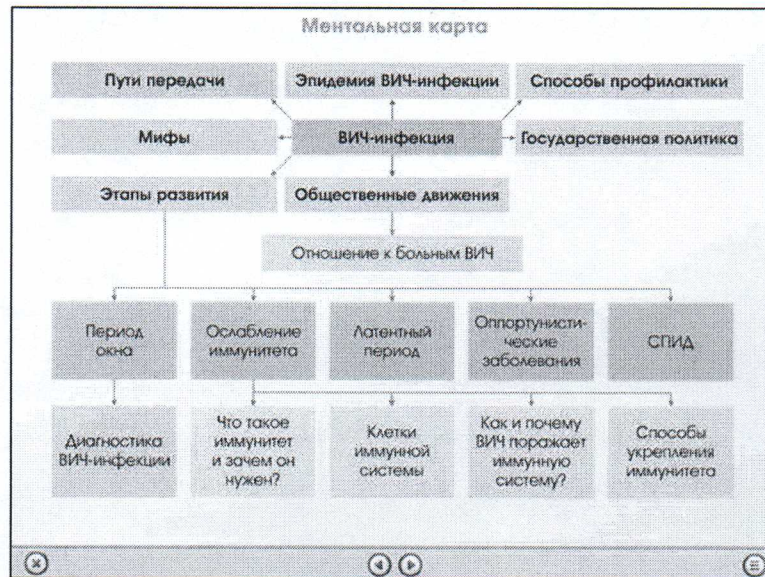 Ментальная карта
Пути передачи
Эпидемия ВИЧ-инфекции
Способы профилактики
Мифы
ВИЧ-инфекция
Государственная политика
Этапы развития
Общественные движения
Отношение к больным ВИЧ
Период
окна
Ослабление
иммунитета
Латентный
период
Оппортунисти-
ческие
заболевания
СПИД
Диагностика
ВИЧ-инфекции
Что такое
иммунитет
и зачем он
нужен?
Клетки
иммунной
системы
Как и почему
ВИЧ поражает
иммунную
систему?
Способы
укрепления
иммунитета